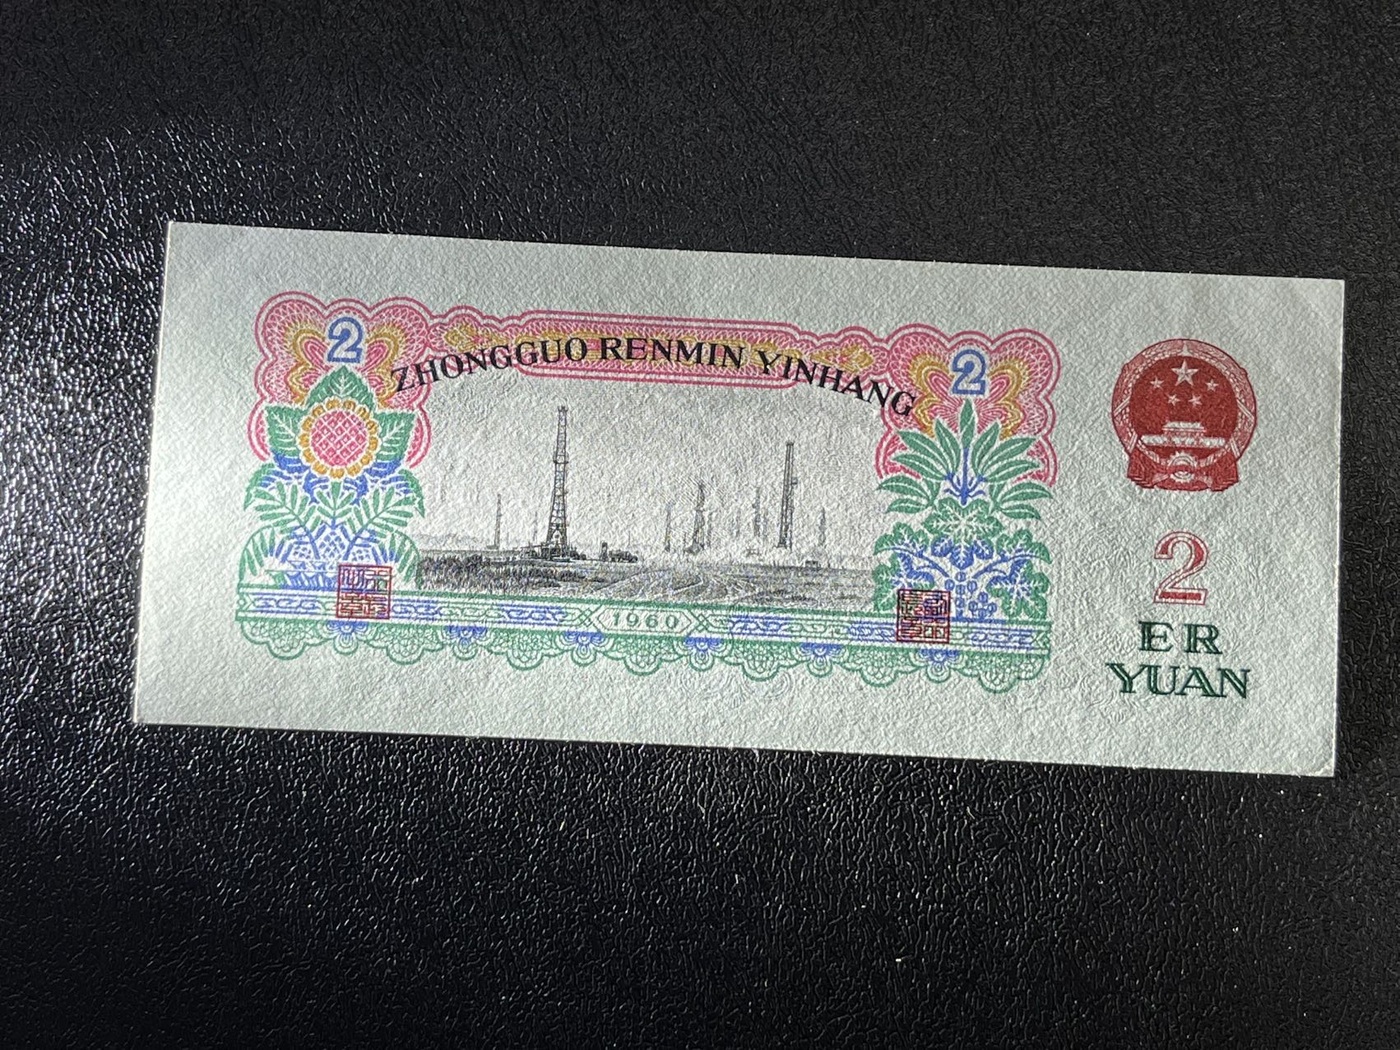 2
ZHONGGUO RENMIN YINHANG
2
1960
2
ER
YUAN